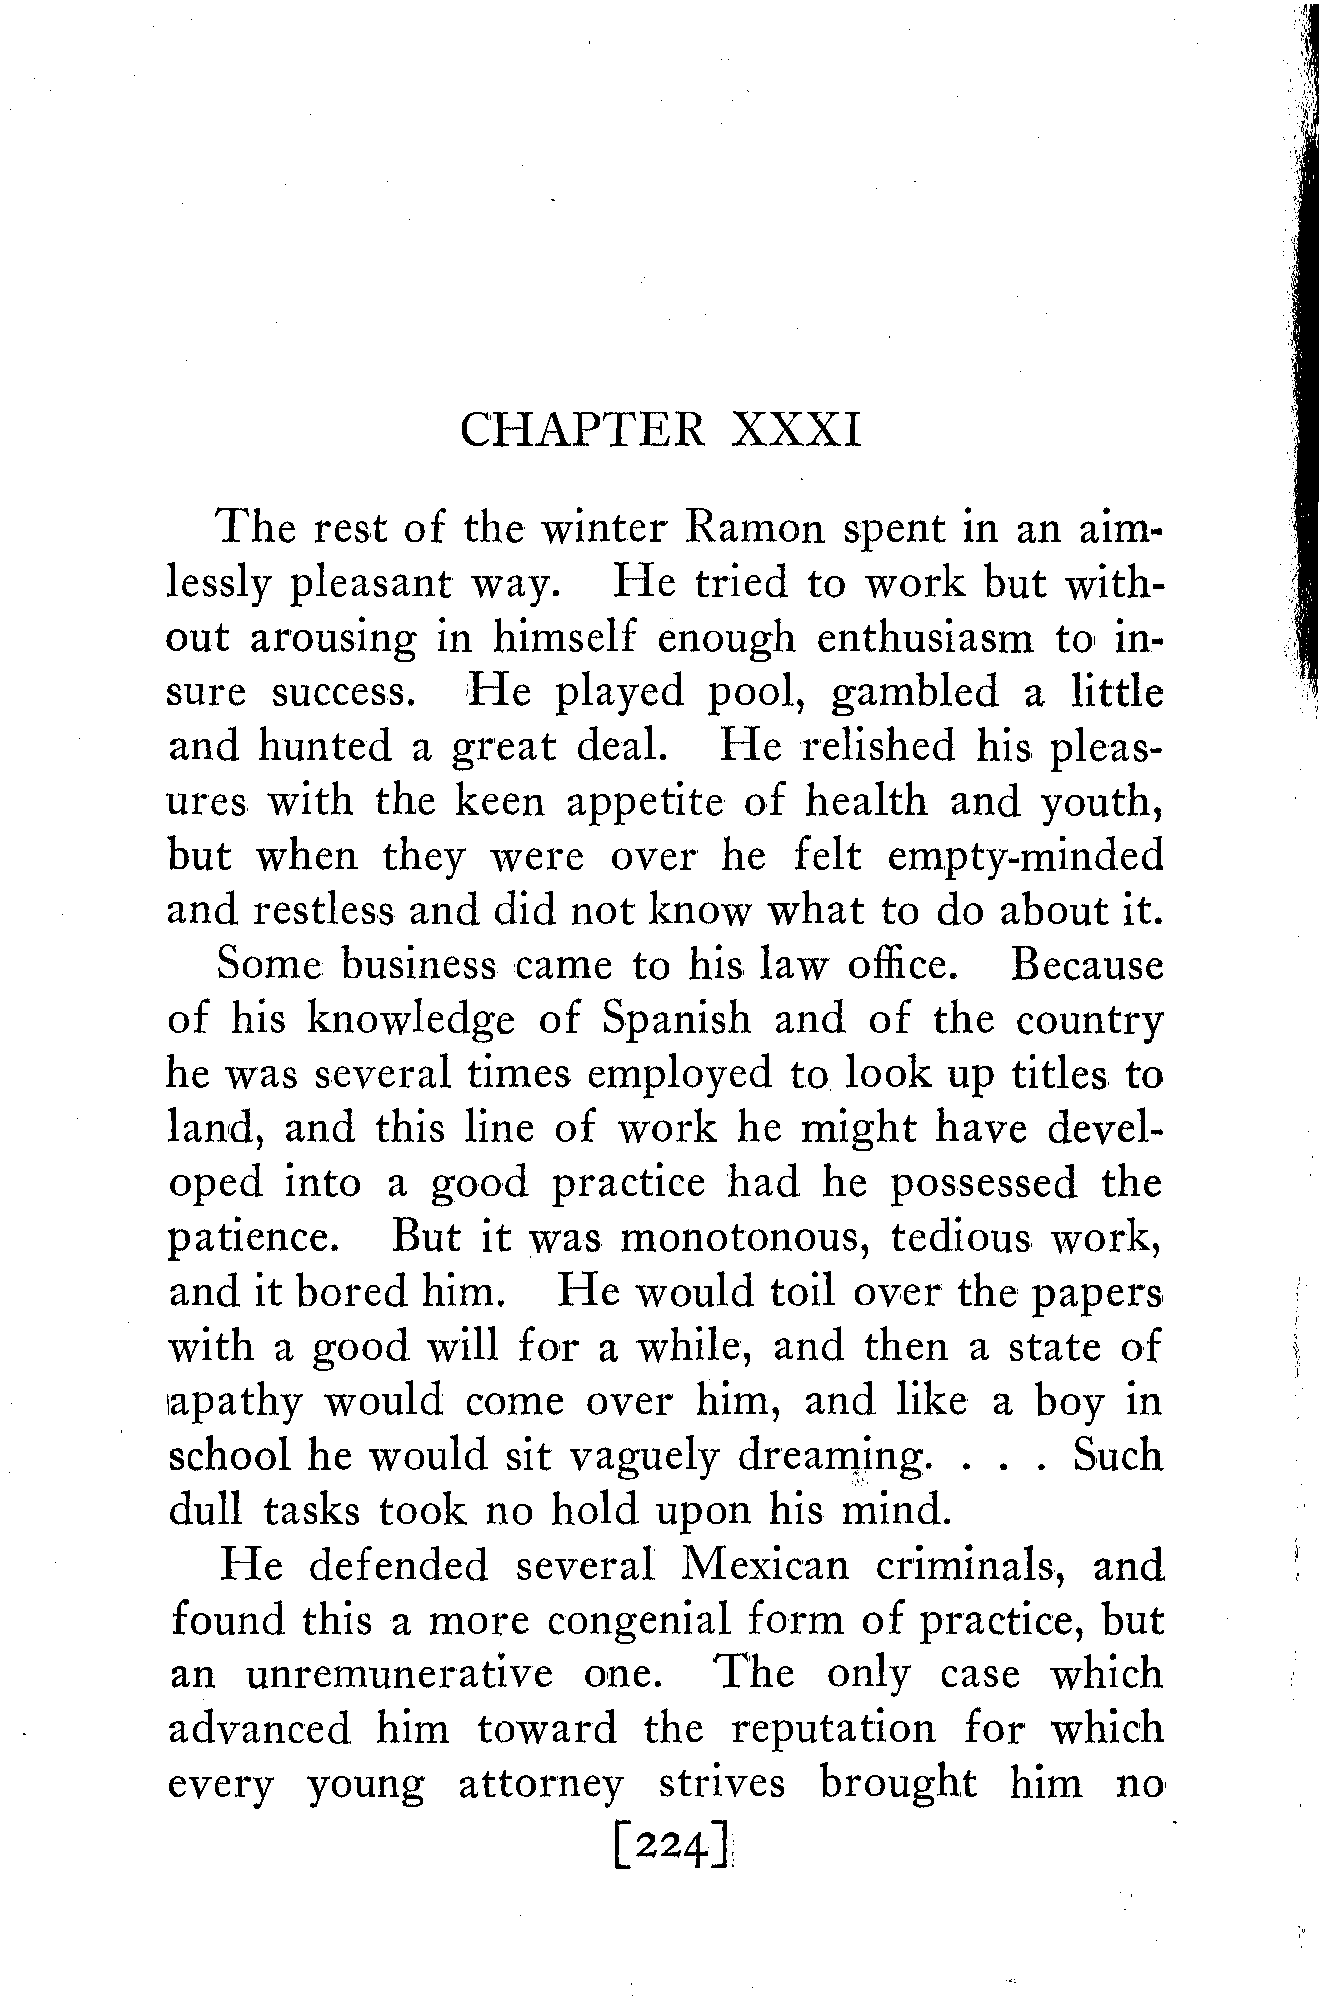 CHAPTER XXXI
The rest of the winter Ramon spent in an aim-
lessly pleasant way. He tried to work but with-
out arousing in himself enough enthusiasm to in-
sure success. He played pool, gambled a little
and hunted a great deal. He relished his pleas-
ures with the keen appetite of health and youth,
but when they were over he felt empty-minded
and restless and did not know what to do about it.
Some business came to his law office. Because
of his knowledge of Spanish and of the country
he was several times employed to look up titles to
land, and this line of work he might have devel-
oped into a good practice had he possessed the
patience. But it was monotonous, tedious work,
and it bored him. He would toil over the papers
with a good will for a while, and then a state of
apathy would come over him, and like a boy in
school he would sit vaguely dreaming. . . . Such
dull tasks took no hold upon his mind.
He defended several Mexican criminals, and
found this a more congenial form of practice, but
an unremunerative one. The only case which
advanced him toward the reputation for which
every young attorney strives brought him no
[224]